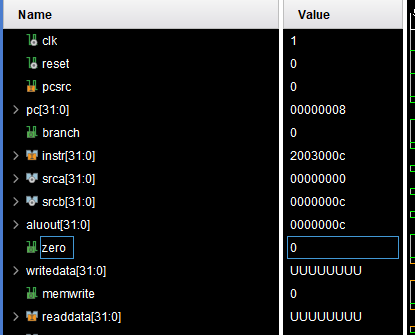 Name Value
clk 1
reset 0
pcsrc 0
pc[31:0] 00000008
branch 0
instr[31:0] 2003000c
srca[31:0] 00000000
srcb[31:0] 0000000c
aluout[31:0] 0000000c
zero 0
writedata[31:0] UUUUUUUU
memwrite 0
readdata[31:0] UUUUUUUU